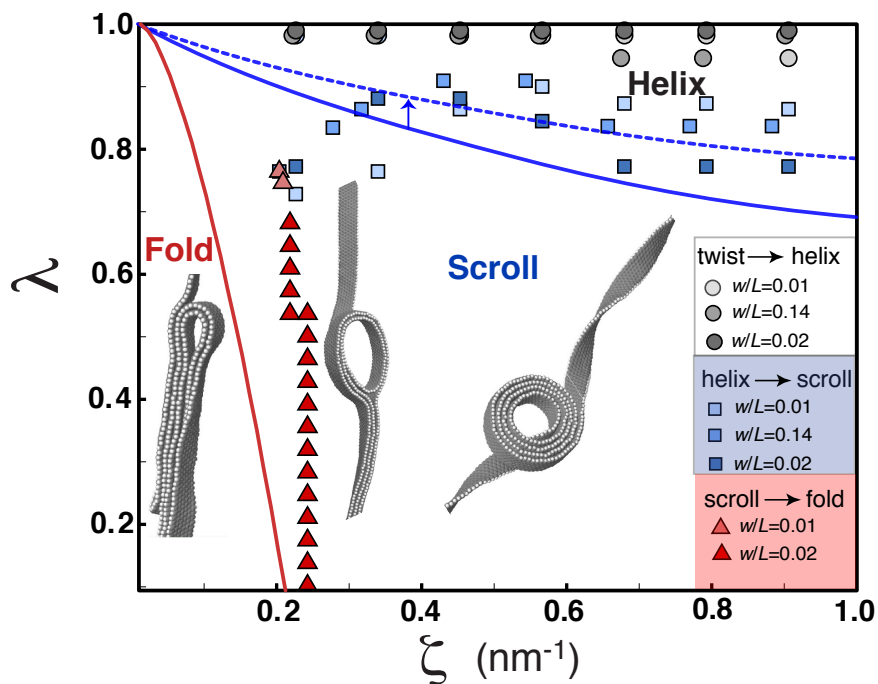 1.0
0.8
0.6
0.4
0.2
λ
Helix
Fold
Scroll
twist → helix
w/L=0.01
w/L=0.14
w/L=0.02
helix → scroll
w/L=0.01
w/L=0.14
w/L=0.02
scroll → fold
w/L=0.01
w/L=0.02
0.2 0.4 0.6 0.8 1.0
ζ (nm⁻¹)